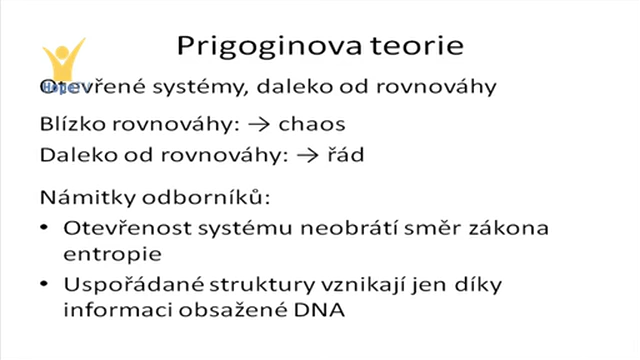 Prigoginova teorie
Otevřené systémy, daleko od rovnováhy
Blízko rovnováhy: → chaos
Daleko od rovnováhy: → řád
Námitky odborníků:
• Otevřenost systému neobrátí směr zákona
entropie
• Uspořádané struktury vznikají jen díky
informaci obsažené DNA